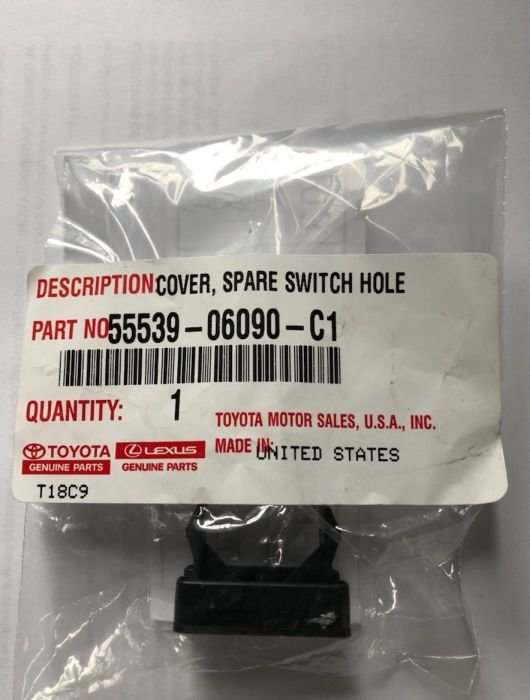 DESCRIPTION: COVER, SPARE SWITCH HOLE
PART NO 55539-06090-C1
QUANTITY: 1
TOYOTA MOTOR SALES, U.S.A., INC.
MADE IN: UNITED STATES
TOYOTA
GENUINE PARTS
LEXUS
GENUINE PARTS
T18C9